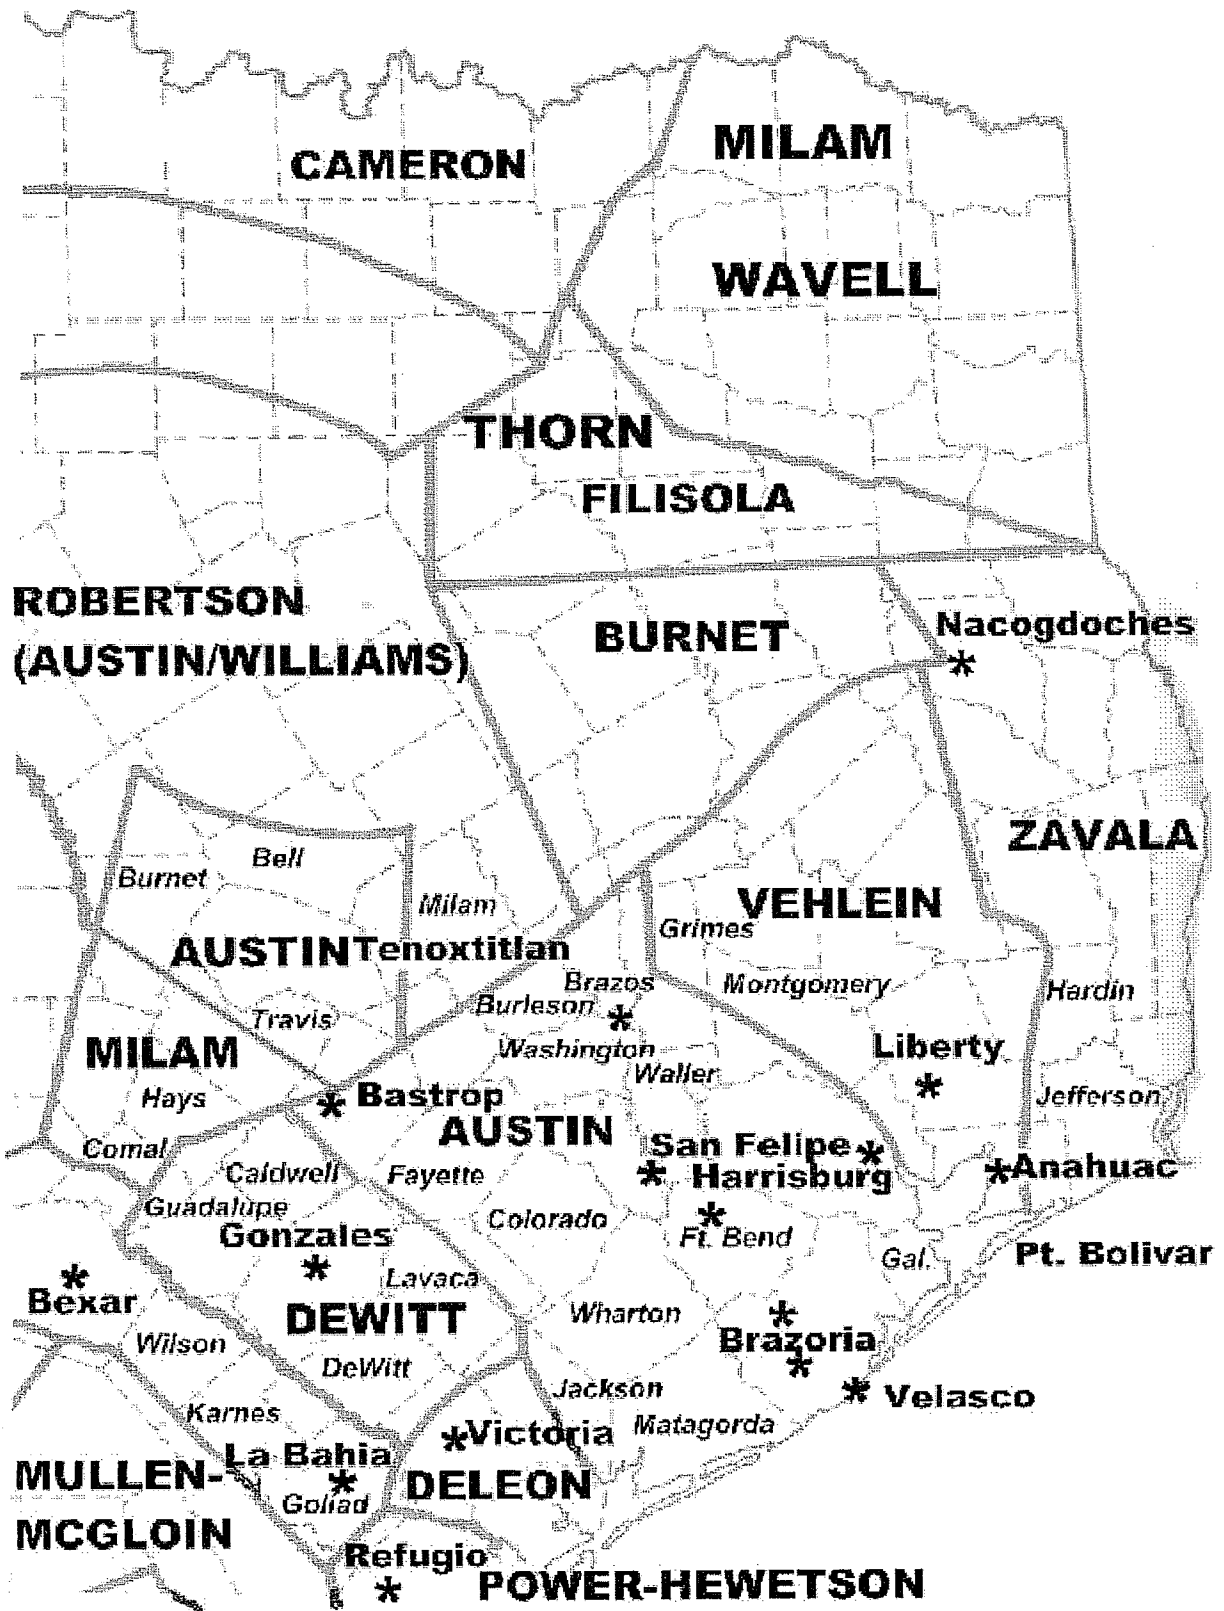 MILAM
CAMERON
WAVELL
THORN
FILISOLA
ROBERTSON
(AUSTIN/WILLIAMS)
BURNET
Nacogdoches
*
ZAVALA
Bell
Burnet
Milam
VEHLEIN
Grimes
AUSTIN
Tenoxtitlan
Brazos
Montgomery
Hardin
Burleson
*
Travis
Washington
Liberty
MILAM
Waller
*
Hays
Bastrop
*
Jefferson
AUSTIN
Comal
San Felipe
*
Caldwell
Fayette
*
Harrisburg
*
Anahuac
Guadalupe
Colorado
*
Gonzales
Ft. Bend
Gal.
Pt. Bolivar
*
*
Lavaca
Bexar
DEWITT
Wharton
*
Wilson
Brazoria
*
DeWitt
Jackson
*
Velasco
Karnes
Matagorda
*
Victoria
La Bahia
*
MULLEN-
MCGLOIN
DELEON
Goliad
Refugio
*
POWER-HEWETSON